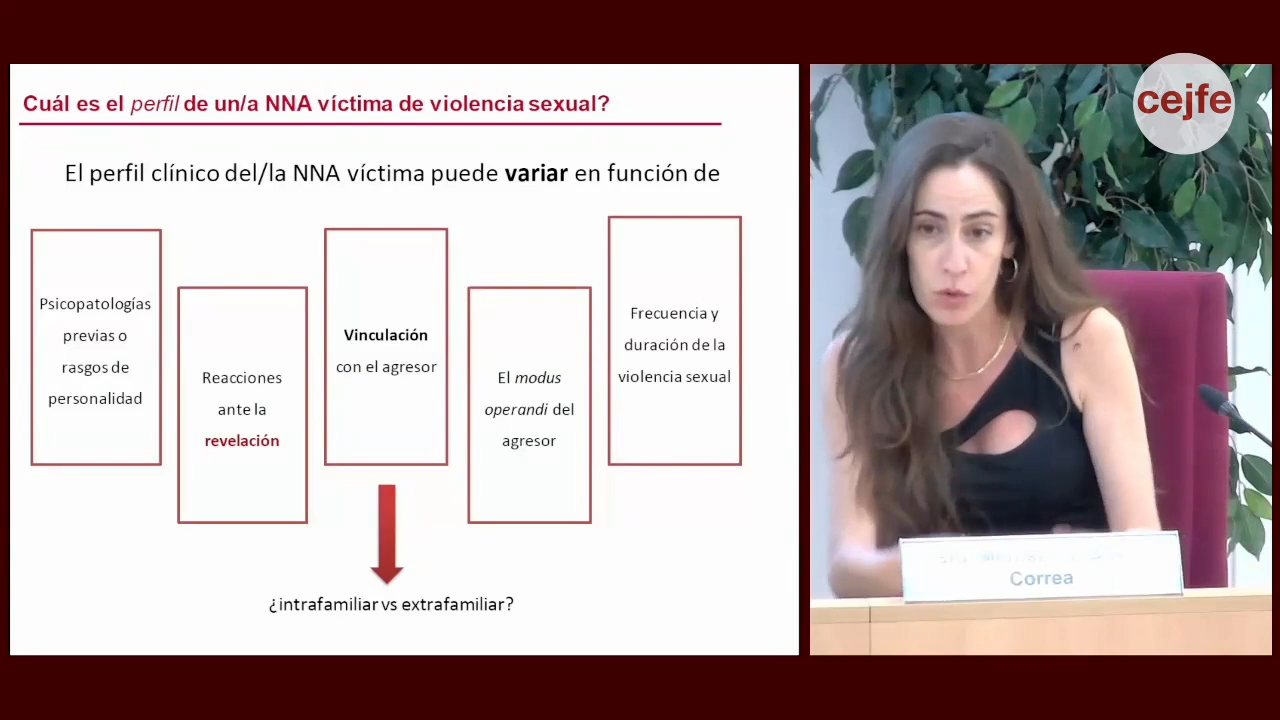 Cuál es el perfil de un/a NNA víctima de violencia sexual?
El perfil clínico del/la NNA víctima puede variar en función de
Psicopatologías
previas o
rasgos de
personalidad
Reacciones
ante la
revelación
Vinculación
con el agresor
El modus
operandi del
agresor
Frecuencia y
duración de la
violencia sexual
¿intrafamiliar vs extrafamiliar?
cejfe
Correa